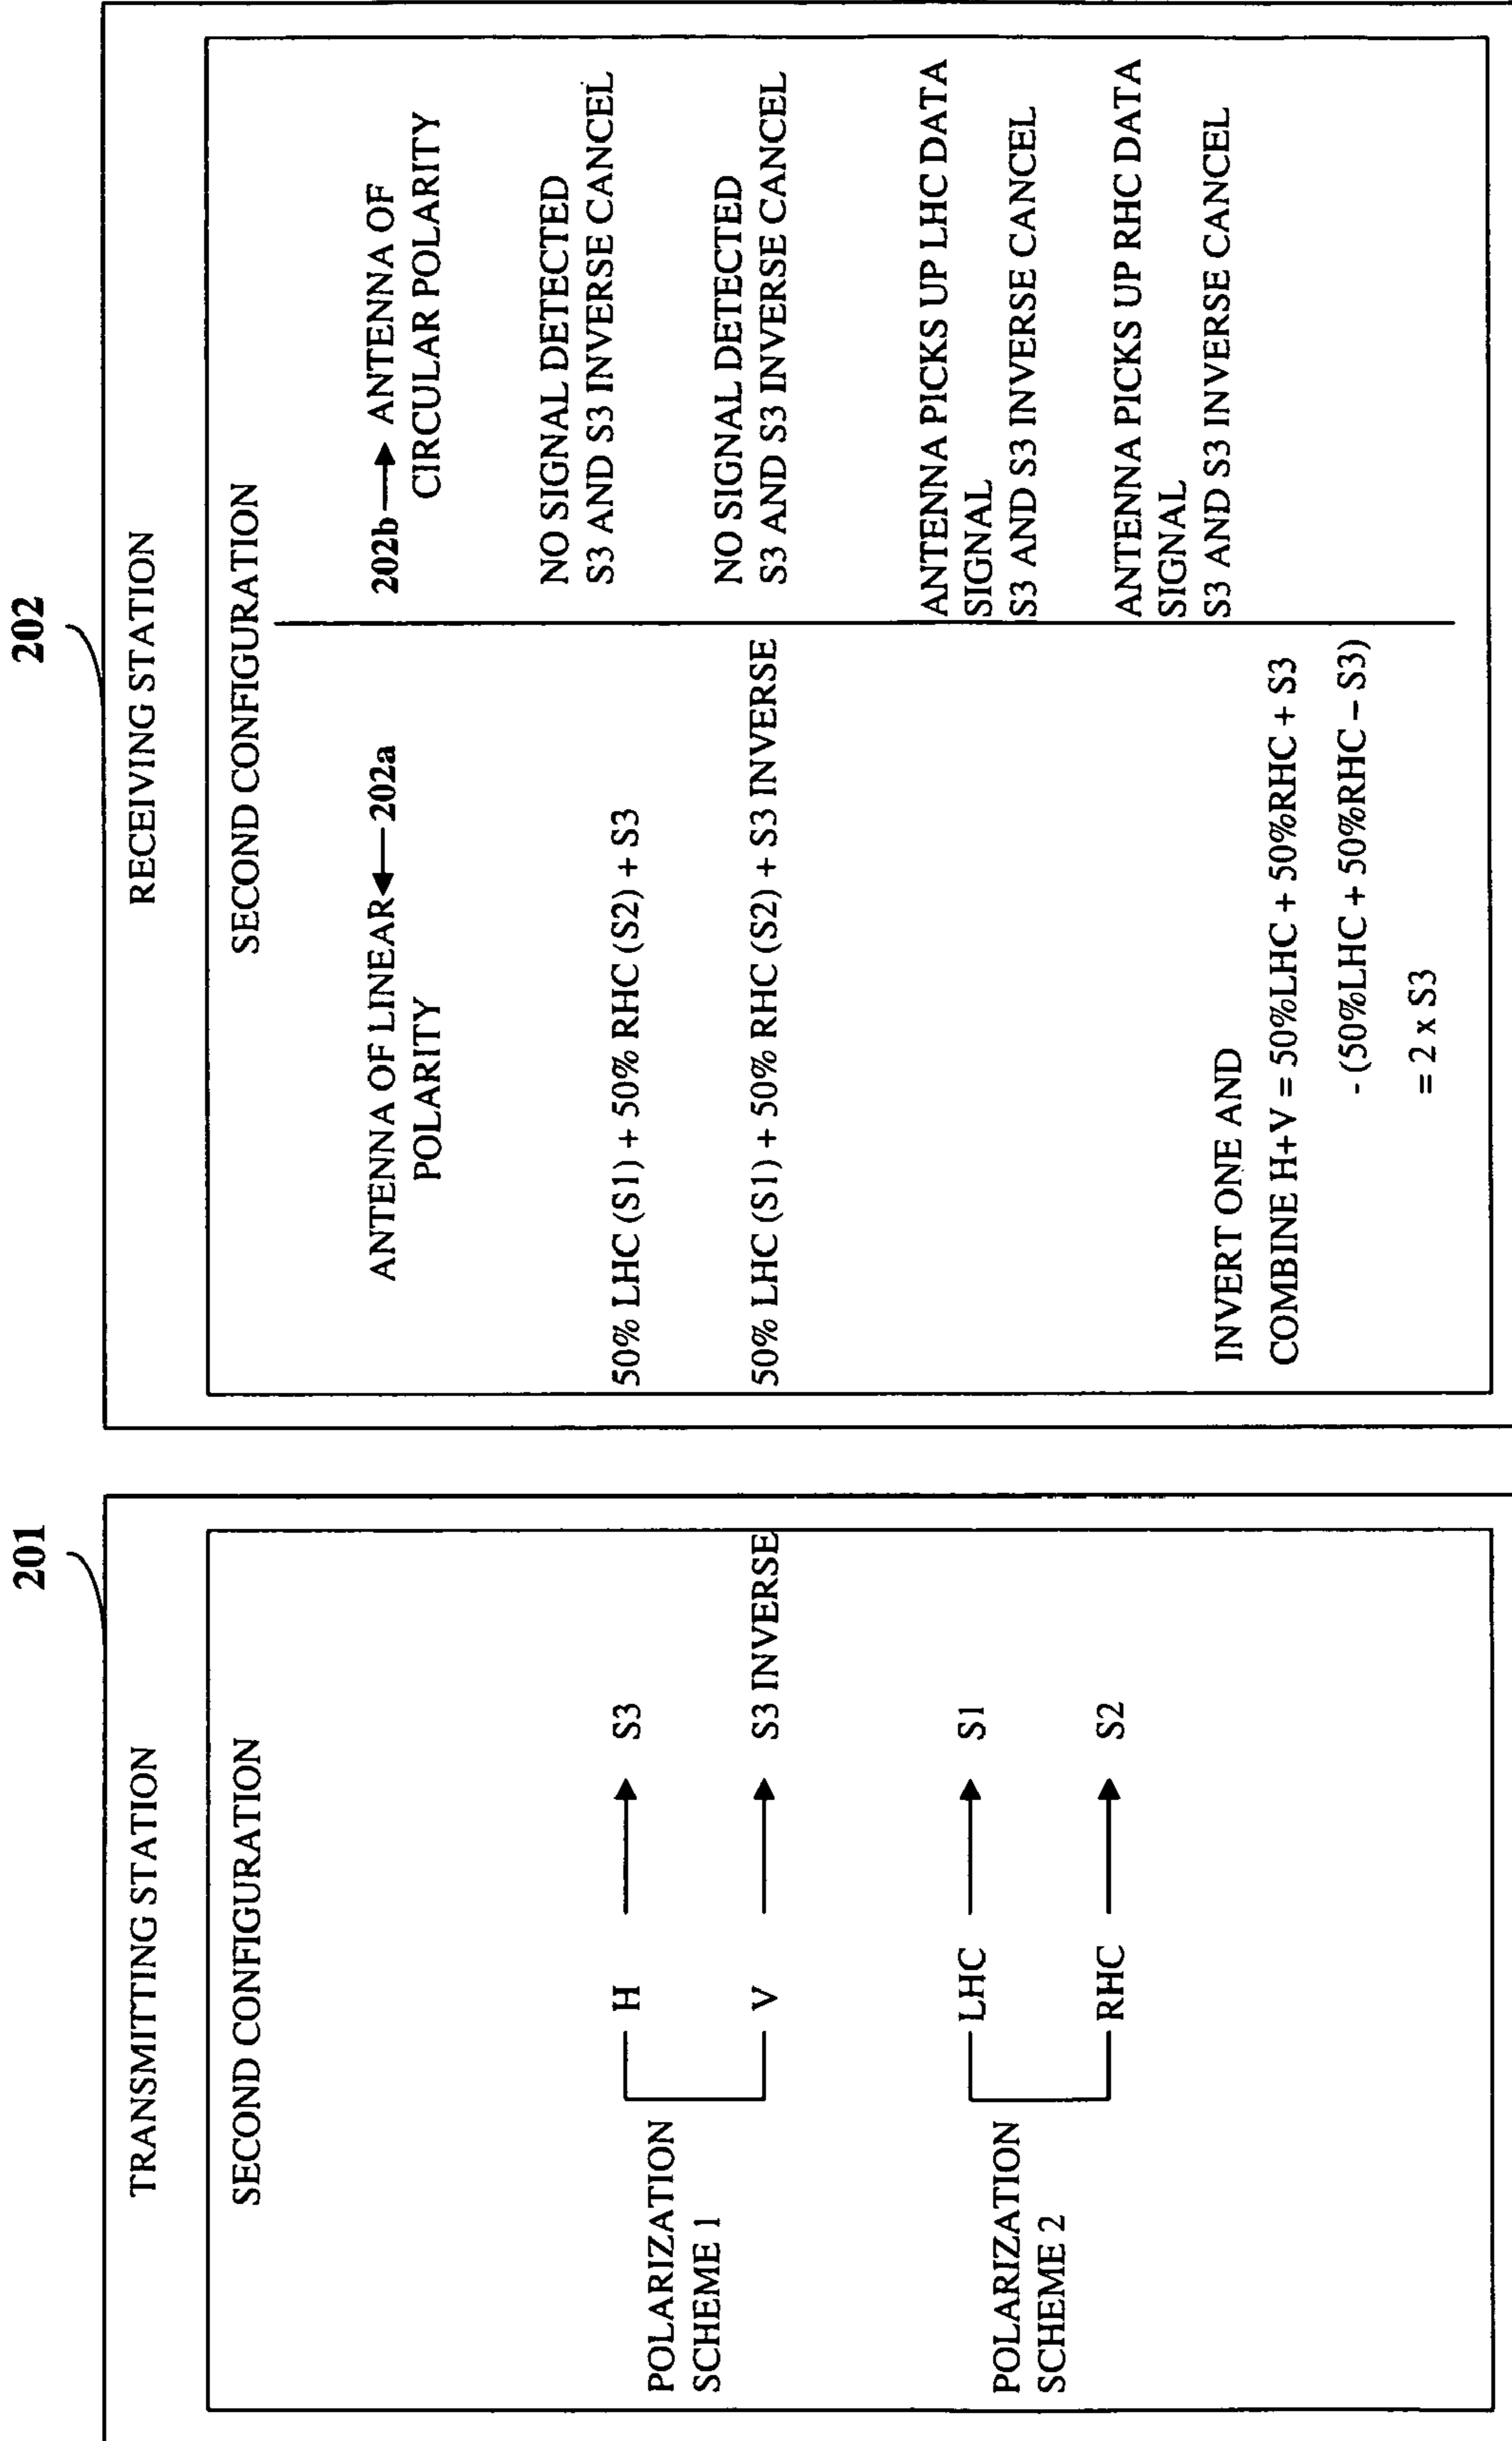 201
TRANSMITTING STATION
SECOND CONFIGURATION
POLARIZATION
SCHEME 1
H
S3
V
S3 INVERSE
POLARIZATION
SCHEME 2
LHC
S1
RHC
S2
202
RECEIVING STATION
SECOND CONFIGURATION
ANTENNA OF LINEAR 202a
POLARITY
50% LHC (S1) + 50% RHC (S2) + S3
50% LHC (S1) + 50% RHC (S2) + S3 INVERSE
INVERT ONE AND
COMBINE H+V = 50%LHC + 50%RHC + S3
- (50%LHC + 50%RHC – S3)
= 2 x S3
202b ANTENNA OF
CIRCULAR POLARITY
NO SIGNAL DETECTED
S3 AND S3 INVERSE CANCEL
NO SIGNAL DETECTED
S3 AND S3 INVERSE CANCEL
ANTENNA PICKS UP LHC DATA
SIGNAL
S3 AND S3 INVERSE CANCEL
ANTENNA PICKS UP RHC DATA
SIGNAL
S3 AND S3 INVERSE CANCEL